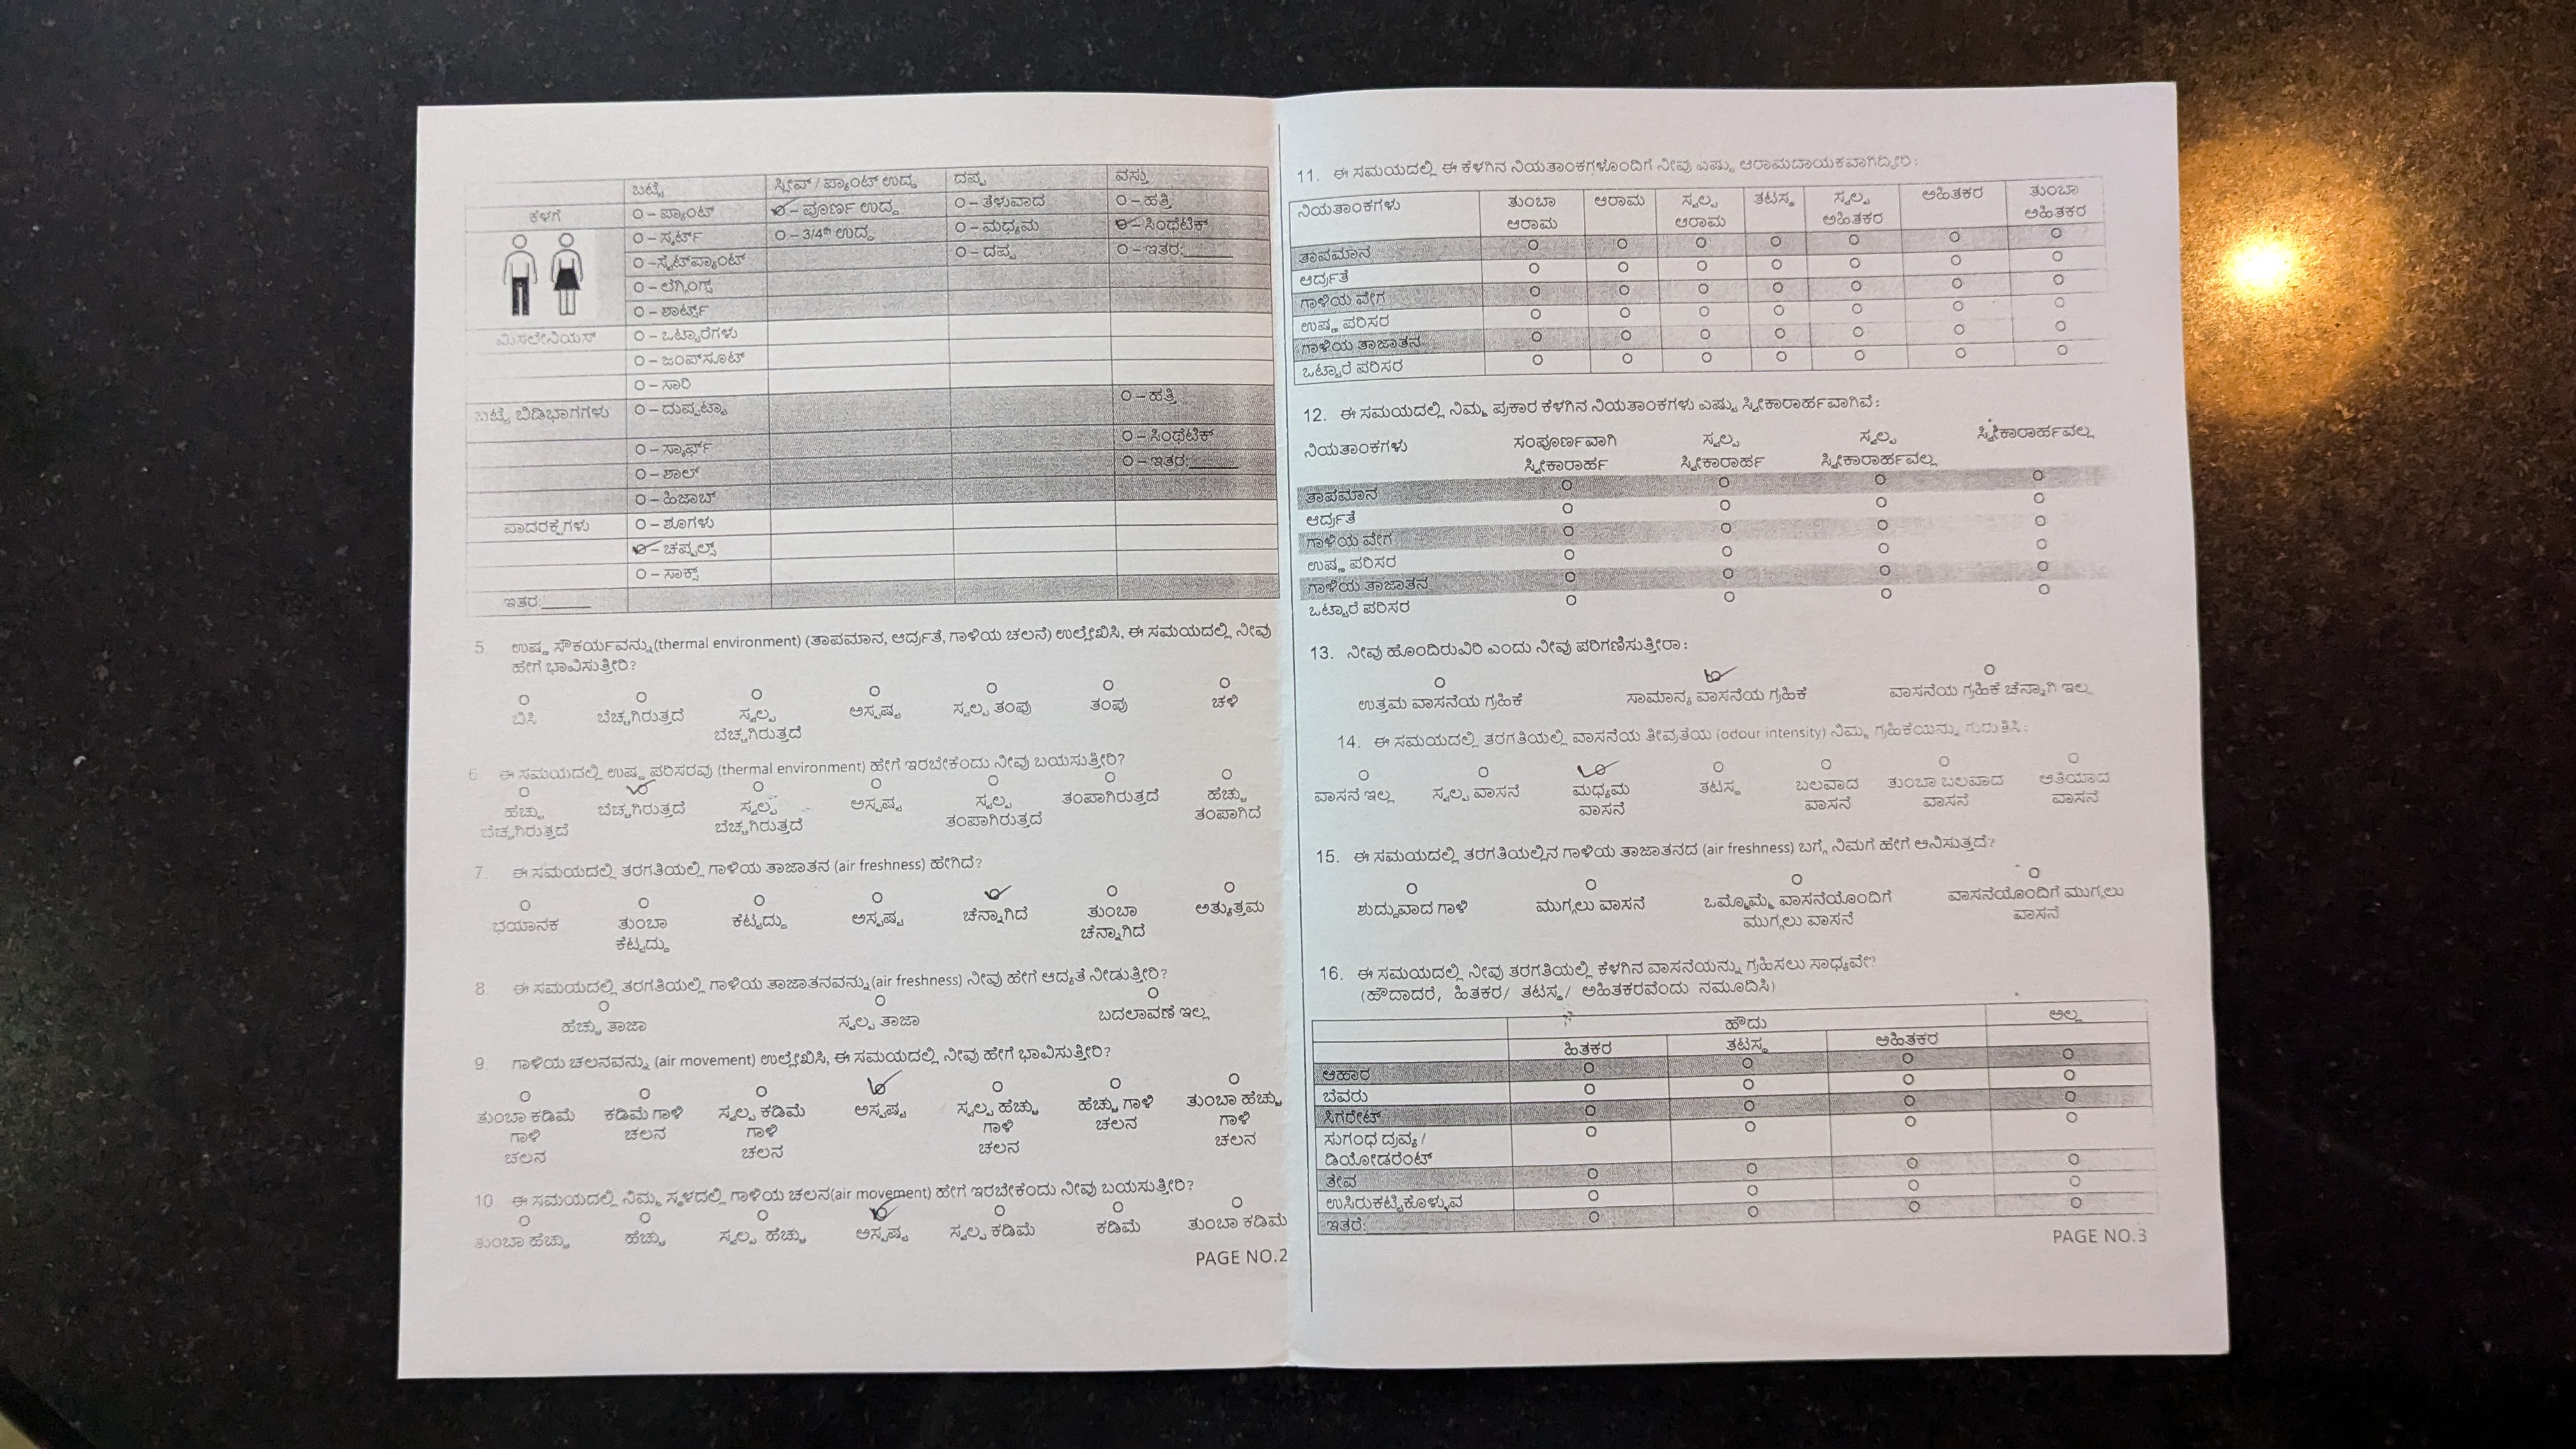 ಬಟ್ಟೆ ಸ್ಲೀವ್ / ಪ್ಯಾಂಟ್ ಉದ್ದ ದಪ್ಪ ವಸ್ತು
ಕೆಳಗೆ O – ಪ್ಯಾಂಟ್ O – ಪೂರ್ಣ ಉದ್ದ O – ತೆಳುವಾದ O – ಹತ್ತಿ
O – ಸ್ಕರ್ಟ್ O – 3/4th ಉದ್ದ O – ಮಧ್ಯಮ O – ಸಿಂಥೆಟಿಕ್
O –ಸ್ವೆಟ್‌ಪ್ಯಾಂಟ್ O – ದಪ್ಪ O – ಇತರ:______
O – ಲೆಗ್ಗಿಂಗ್ಸ್
O – ಶಾರ್ಟ್ಸ್
ಮಿಸಲೇನಿಯಸ್ O – ಒಟ್ಟಾರೆಗಳು
O – ಜಂಪ್‌ಸೂಟ್
O – ಸಾರಿ
ಬಟ್ಟೆ ಬಿಡಿಭಾಗಗಳು O – ದುಪ್ಪಟ್ಟಾ O – ಹತ್ತಿ
O – ಸ್ಕಾರ್ಫ್ O – ಸಿಂಥೆಟಿಕ್
O – ಶಾಲ್ O – ಇತರ:______
O – ಹಿಜಾಬ್
ಪಾದರಕ್ಷೆಗಳು O – ಶೂಗಳು
O – ಚಪ್ಪಲ್ಸ್
O – ಸಾಕ್ಸ್
ಇತರ:______
5. ಉಷ್ಣ ಸೌಕರ್ಯವನ್ನು(thermal environment) (ತಾಪಮಾನ, ಆರ್ದ್ರತೆ, ಗಾಳಿಯ ಚಲನೆ) ಉಲ್ಲೇಖಿಸಿ, ಈ ಸಮಯದಲ್ಲಿ ನೀವು
ಹೇಗೆ ಭಾವಿಸುತ್ತೀರಿ?
O O O O O O O
ಬಿಸಿ ಬೆಚ್ಚಗಿರುತ್ತದೆ ಸ್ವಲ್ಪ ಅಸ್ಪಷ್ಟ ಸ್ವಲ್ಪ ತಂಪು ತಂಪು ಚಳಿ
ಬೆಚ್ಚಗಿರುತ್ತದೆ
6. ಈ ಸಮಯದಲ್ಲಿ ಉಷ್ಣ ಪರಿಸರವು (thermal environment) ಹೇಗೆ ಇರಬೇಕೆಂದು ನೀವು ಬಯಸುತ್ತೀರಿ?
O O O O O O O
ಹೆಚ್ಚು ಬೆಚ್ಚಗಿರುತ್ತದೆ ಸ್ವಲ್ಪ ಅಸ್ಪಷ್ಟ ಸ್ವಲ್ಪ ತಂಪಾಗಿರುತ್ತದೆ ಹೆಚ್ಚು
ಬೆಚ್ಚಗಿರುತ್ತದೆ ಬೆಚ್ಚಗಿರುತ್ತದೆ ತಂಪಾಗಿರುತ್ತದೆ ತಂಪಾಗಿದೆ
7. ಈ ಸಮಯದಲ್ಲಿ ತರಗತಿಯಲ್ಲಿ ಗಾಳಿಯ ತಾಜಾತನ (air freshness) ಹೇಗಿದೆ?
O O O O O O O
ಭಯಾನಕ ತುಂಬಾ ಕೆಟ್ಟದ್ದು ಅಸ್ಪಷ್ಟ ಚೆನ್ನಾಗಿದೆ ತುಂಬಾ ಅತ್ಯುತ್ತಮ
ಕೆಟ್ಟದ್ದು ಚೆನ್ನಾಗಿದೆ
8. ಈ ಸಮಯದಲ್ಲಿ ತರಗತಿಯಲ್ಲಿ ಗಾಳಿಯ ತಾಜಾತನವನ್ನು(air freshness) ನೀವು ಹೇಗೆ ಆದ್ಯತೆ ನೀಡುತ್ತೀರಿ?
O O O
ಹೆಚ್ಚು ತಾಜಾ ಸ್ವಲ್ಪ ತಾಜಾ ಬದಲಾವಣೆ ಇಲ್ಲ
9. ಗಾಳಿಯ ಚಲನವನ್ನು (air movement) ಉಲ್ಲೇಖಿಸಿ, ಈ ಸಮಯದಲ್ಲಿ ನೀವು ಹೇಗೆ ಭಾವಿಸುತ್ತೀರಿ?
O O O O O O O
ತುಂಬಾ ಕಡಿಮೆ ಕಡಿಮೆ ಗಾಳಿ ಸ್ವಲ್ಪ ಕಡಿಮೆ ಅಸ್ಪಷ್ಟ ಸ್ವಲ್ಪ ಹೆಚ್ಚು ಹೆಚ್ಚು ಗಾಳಿ ತುಂಬಾ ಹೆಚ್ಚು
ಗಾಳಿ ಚಲನ ಗಾಳಿ ಗಾಳಿ ಚಲನ ಗಾಳಿ
ಚಲನ ಚಲನ ಚಲನ ಚಲನ
10 ಈ ಸಮಯದಲ್ಲಿ ನಿಮ್ಮ ಸ್ಥಳದಲ್ಲಿ ಗಾಳಿಯ ಚಲನ(air movement) ಹೇಗೆ ಇರಬೇಕೆಂದು ನೀವು ಬಯಸುತ್ತೀರಿ?
O O O O O O O
ತುಂಬಾ ಹೆಚ್ಚು ಹೆಚ್ಚು ಸ್ವಲ್ಪ ಹೆಚ್ಚು ಅಸ್ಪಷ್ಟ ಸ್ವಲ್ಪ ಕಡಿಮೆ ಕಡಿಮೆ ತುಂಬಾ ಕಡಿಮೆ
PAGE NO.2
11. ಈ ಸಮಯದಲ್ಲಿ ಈ ಕೆಳಗಿನ ನಿಯತಾಂಕಗಳೊಂದಿಗೆ ನೀವು ಎಷ್ಟು ಆರಾಮದಾಯಕವಾಗಿದ್ದೀರಿ:
ನಿಯತಾಂಕಗಳು ತುಂಬಾ ಆರಾಮ ಸ್ವಲ್ಪ ತಟಸ್ಥ ಸ್ವಲ್ಪ ಅಹಿತಕರ ತುಂಬಾ
ಆರಾಮ ಆರಾಮ ಅಹಿತಕರ ಅಹಿತಕರ
ತಾಪಮಾನ O O O O O O O
ಆರ್ದ್ರತೆ O O O O O O O
ಗಾಳಿಯ ವೇಗ O O O O O O O
ಉಷ್ಣ ಪರಿಸರ O O O O O O O
ಗಾಳಿಯ ತಾಜಾತನ O O O O O O O
ಒಟ್ಟಾರೆ ಪರಿಸರ O O O O O O O
12. ಈ ಸಮಯದಲ್ಲಿ ನಿಮ್ಮ ಪ್ರಕಾರ ಕೆಳಗಿನ ನಿಯತಾಂಕಗಳು ಎಷ್ಟು ಸ್ವೀಕಾರಾರ್ಹವಾಗಿವೆ:
ನಿಯತಾಂಕಗಳು ಸಂಪೂರ್ಣವಾಗಿ ಸ್ವಲ್ಪ ಸ್ವಲ್ಪ ಸ್ವೀಕಾರಾರ್ಹವಲ್ಲ
ಸ್ವೀಕಾರಾರ್ಹ ಸ್ವೀಕಾರಾರ್ಹ ಸ್ವೀಕಾರಾರ್ಹವಲ್ಲ
ತಾಪಮಾನ O O O O
ಆರ್ದ್ರತೆ O O O O
ಗಾಳಿಯ ವೇಗ O O O O
ಉಷ್ಣ ಪರಿಸರ O O O O
ಗಾಳಿಯ ತಾಜಾತನ O O O O
ಒಟ್ಟಾರೆ ಪರಿಸರ O O O O
13. ನೀವು ಹೊಂದಿರುವಿರಿ ಎಂದು ನೀವು ಪರಿಗಣಿಸುತ್ತೀರಾ:
O O O
ಉತ್ತಮ ವಾಸನೆಯ ಗ್ರಹಿಕೆ ಸಾಮಾನ್ಯ ವಾಸನೆಯ ಗ್ರಹಿಕೆ ವಾಸನೆಯ ಗ್ರಹಿಕೆ ಚೆನ್ನಾಗಿ ಇಲ್ಲ
14. ಈ ಸಮಯದಲ್ಲಿ ತರಗತಿಯಲ್ಲಿ ವಾಸನೆಯ ತೀವ್ರತೆಯ (odour intensity) ನಿಮ್ಮ ಗ್ರಹಿಕೆಯನ್ನು ಗುರುತಿಸಿ:
O O O O O O O
ವಾಸನೆ ಇಲ್ಲ ಸ್ವಲ್ಪ ವಾಸನೆ ಮಧ್ಯಮ ತಟಸ್ಥ ಬಲವಾದ ತುಂಬಾ ಬಲವಾದ ಅತಿಯಾದ
ವಾಸನೆ ವಾಸನೆ ವಾಸನೆ ವಾಸನೆ
15. ಈ ಸಮಯದಲ್ಲಿ ತರಗತಿಯಲ್ಲಿನ ಗಾಳಿಯ ತಾಜಾತನದ (air freshness) ಬಗ್ಗೆ ನಿಮಗೆ ಹೇಗೆ ಅನಿಸುತ್ತದೆ?
O O O O
ಶುದ್ಧವಾದ ಗಾಳಿ ಮುಗ್ಗಲು ವಾಸನೆ ಒಮ್ಮೊಮ್ಮೆ ವಾಸನೆಯೊಂದಿಗೆ ವಾಸನೆಯೊಂದಿಗೆ ಮುಗ್ಗಲು
ಮುಗ್ಗಲು ವಾಸನೆ ವಾಸನೆ
16. ಈ ಸಮಯದಲ್ಲಿ ನೀವು ತರಗತಿಯಲ್ಲಿ ಕೆಳಗಿನ ವಾಸನೆಯನ್ನು ಗ್ರಹಿಸಲು ಸಾಧ್ಯವೇ?
(ಹೌದಾದರೆ, ಹಿತಕರ/ ತಟಸ್ಥ/ ಅಹಿತಕರವೆಂದು ನಮೂದಿಸಿ)
ಹೌದು ಅಲ್ಲ
ಹಿತಕರ ತಟಸ್ಥ ಅಹಿತಕರ
ಆಹಾರ O O O O
ಬೆವರು O O O O
ಸಿಗರೇಟ್ O O O O
ಸುಗಂಧ ದ್ರವ್ಯ / O O O O
ಡಿಯೋಡರೆಂಟ್
ತೇವ O O O O
ಉಸಿರುಕಟ್ಟಿಕೊಳ್ಳುವ O O O O
ಇತರೆ: O O O O
PAGE NO.3